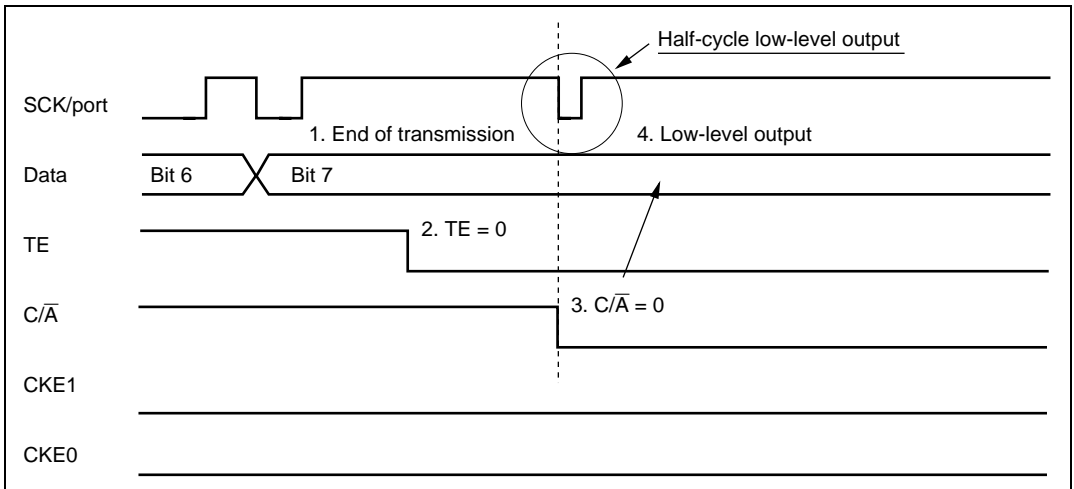 Half-cycle low-level output
SCK/port
1. End of transmission
4. Low-level output
Data
Bit 6
Bit 7
TE
2. TE = 0
C/A̅
3. C/A̅ = 0
CKE1
CKE0